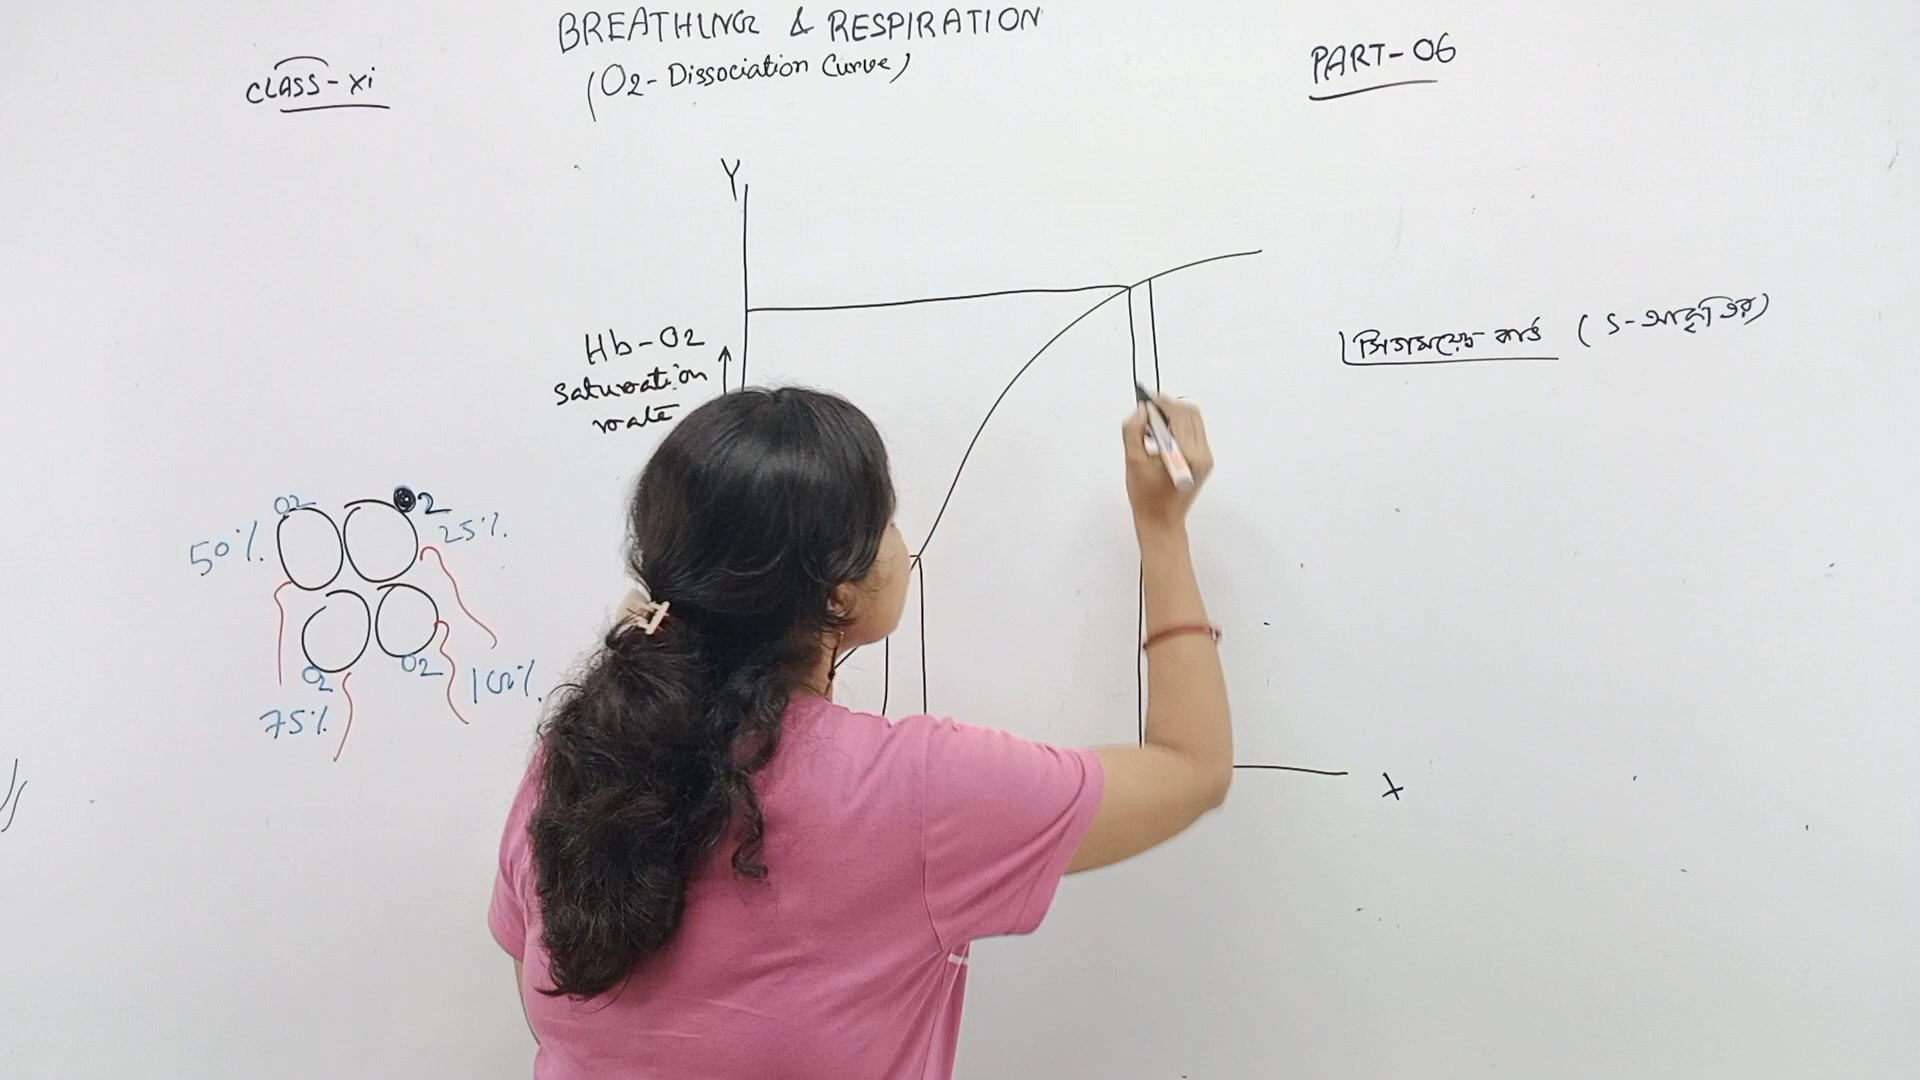 BREATHING & RESPIRATION
(O2-Dissociation Curve)
CLASS-XI
PART-06
Y
Hb-O2
saturation
rate
সিগময়েড কার্ভ (S-আকৃতির)
O2
O2
50%.
25%.
O2
O2
75%.
100%.
X